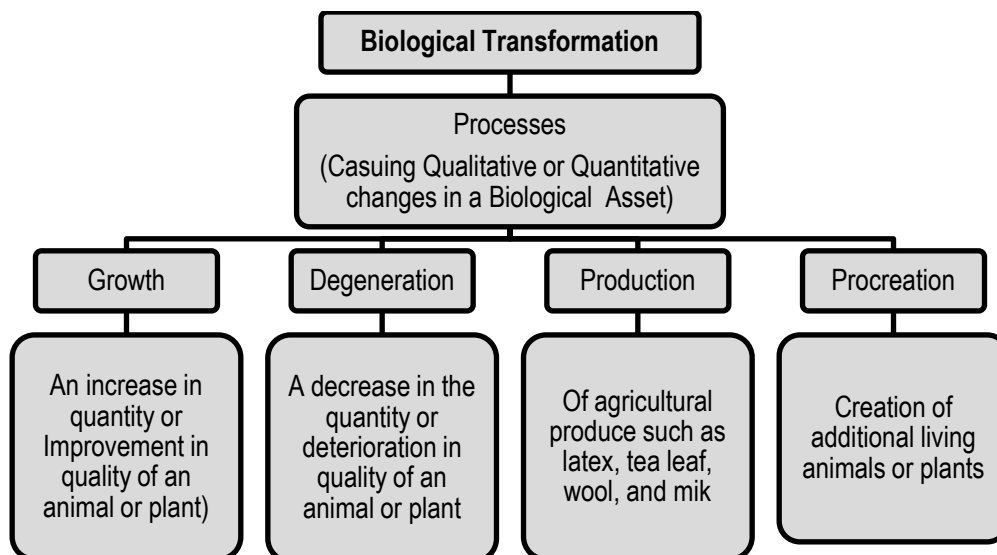 Biological Transformation
Processes
(Casuing Qualitative or Quantitative
changes in a Biological Asset)
Growth
Degeneration
Production
Procreation
An increase in
quantity or
Improvement in
quality of an
animal or plant)
A decrease in the
quantity or
deterioration in
quality of an
animal or plant
Of agricultural
produce such as
latex, tea leaf,
wool, and mik
Creation of
additional living
animals or plants